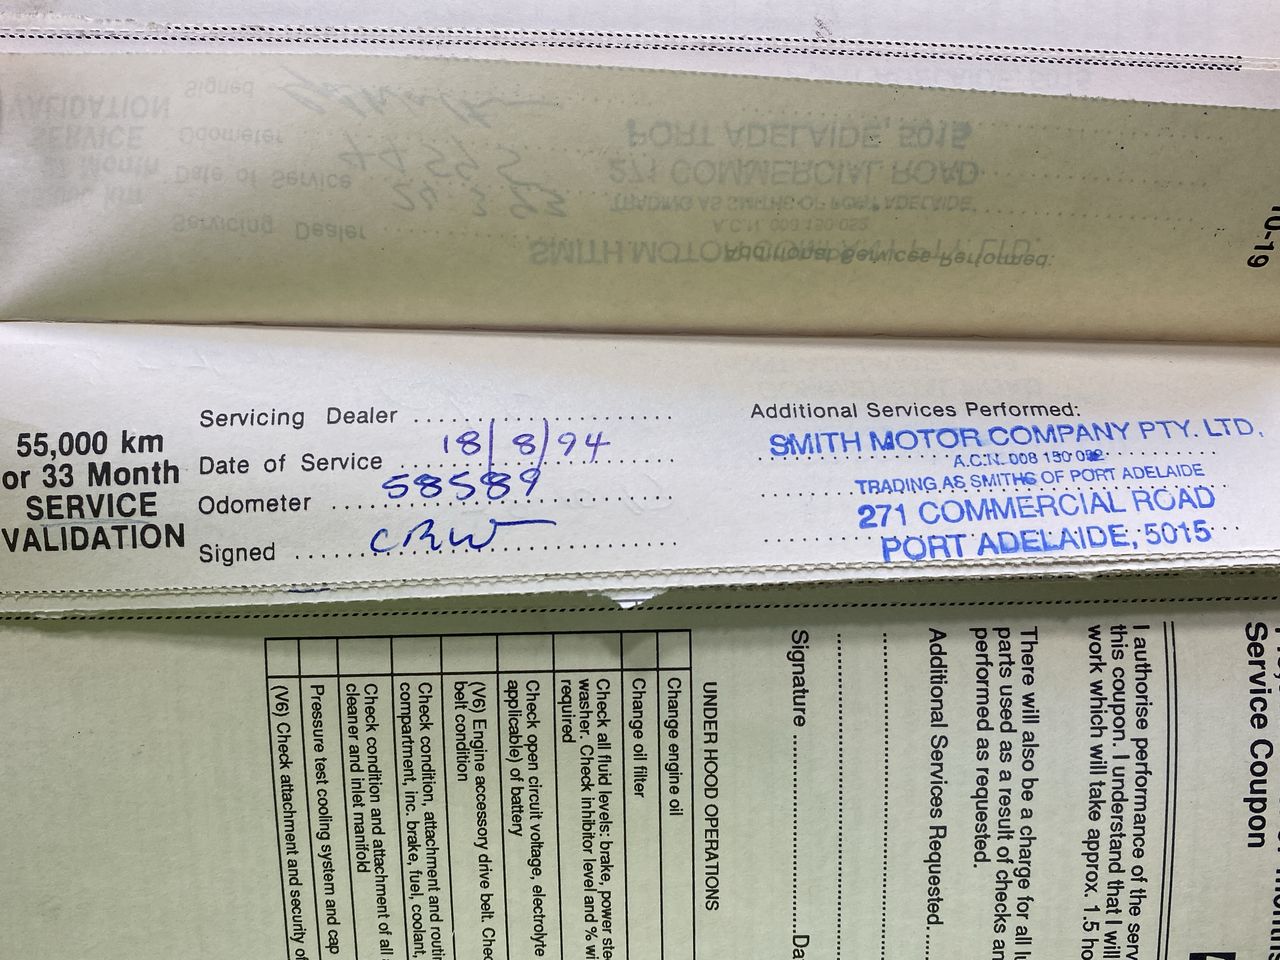 10-19
55,000 km
or 33 Month
SERVICE
VALIDATION
Servicing Dealer
Date of Service 18/8/94
Odometer 58589
Signed CRW
Additional Services Performed:
SMITH MOTOR COMPANY PTY. LTD.
A.C.N. 008 150 092
TRADING AS SMITHS OF PORT ADELAIDE
271 COMMERCIAL ROAD
PORT ADELAIDE, 5015
Service Coupon
I authorise performance of the
this coupon. I understand that I will
work which will take approx. 1.5
There will also be a charge for all
parts used as a result of checks
performed as requested.
Additional Services Requested
Signature
UNDER HOOD OPERATIONS
Change engine oil
Change oil filter
Check all fluid levels: brake, power
washer. Check inhibitor level and %
required
Check open circuit voltage, electrolyte
applicable) of battery
(V6) Engine accessory drive belt.
belt condition
Check condition, attachment and
compartment, inc. brake, fuel, coolant,
Check condition and attachment of all
cleaner and inlet manifold
Pressure test cooling system and cap
(V6) Check attachment and security of